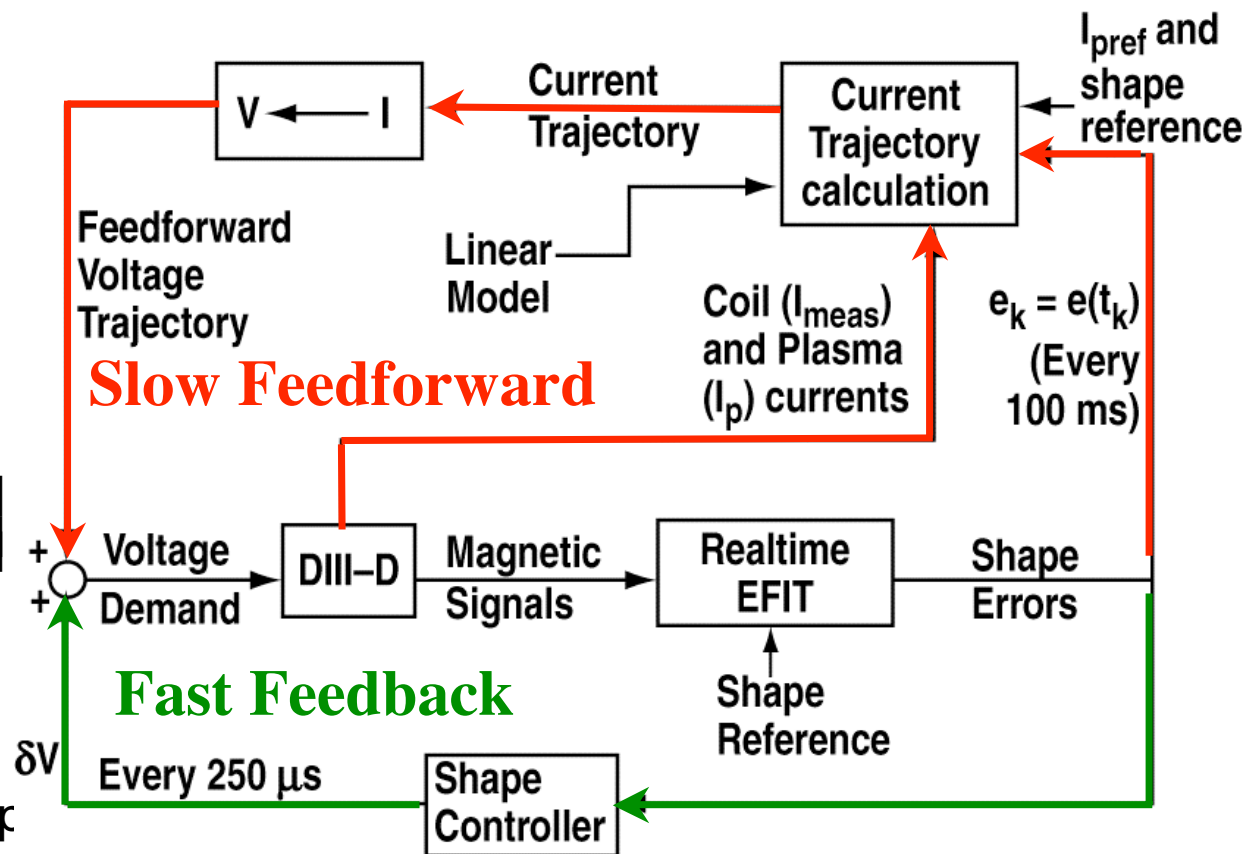 I_pref and
shape
reference
V ← I
Current
Trajectory
Current
Trajectory
calculation
Linear
Model
Feedforward
Voltage
Trajectory
Coil (I_meas)
and Plasma
(I_p) currents
e_k = e(t_k)
(Every
100 ms)
Slow Feedforward
+
+
Voltage
Demand
DIII–D
Magnetic
Signals
Realtime
EFIT
Shape
Errors
Fast Feedback
Shape
Reference
δV
Every 250 μs
Shape
Controller